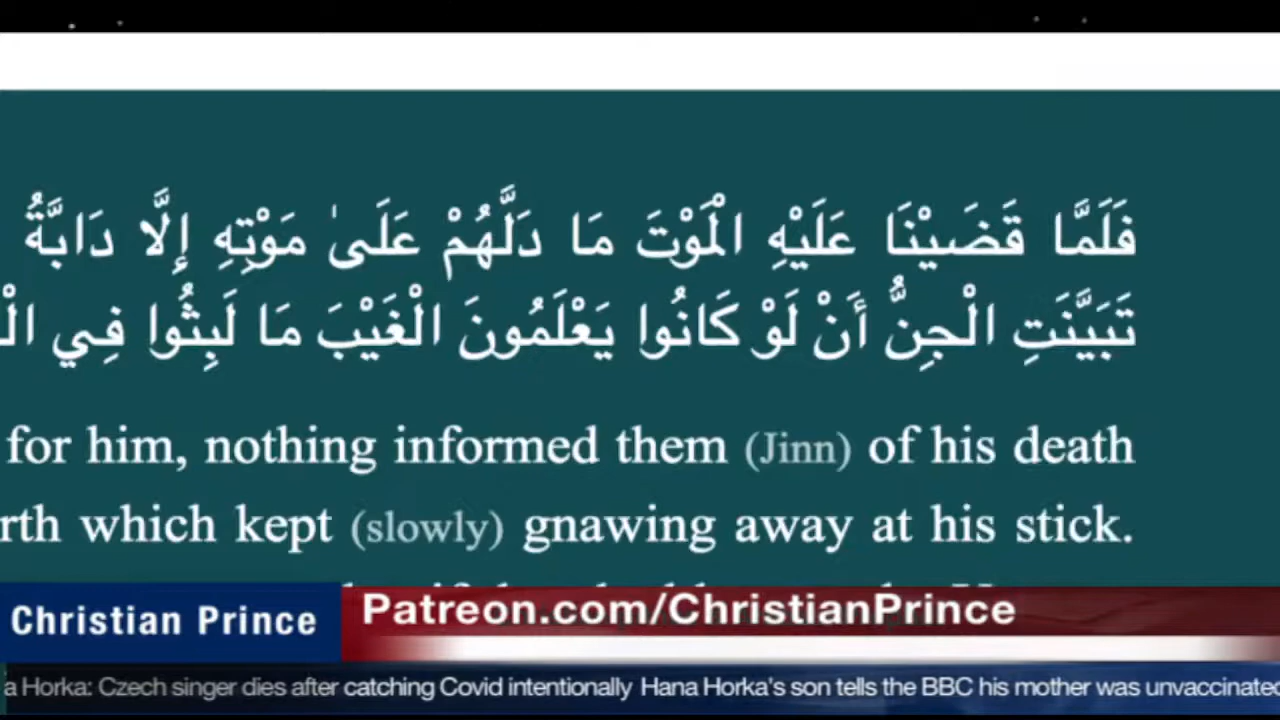 فَلَمَّا قَضَيْنَا عَلَيْهِ الْمَوْتَ مَا دَلَّهُمْ عَلَىٰ مَوْتِهِ إِلَّا دَابَّةُ
تَبَيَّنَتِ الْجِنُّ أَنْ لَوْ كَانُوا يَعْلَمُونَ الْغَيْبَ مَا لَبِثُوا فِي
for him, nothing informed them (Jinn) of his death
which kept (slowly) gnawing away at his stick.
Christian Prince
Patreon.com/ChristianPrince
a Horka: Czech singer dies after catching Covid intentionally Hana Horka's son tells the BBC his mother was unvaccinated